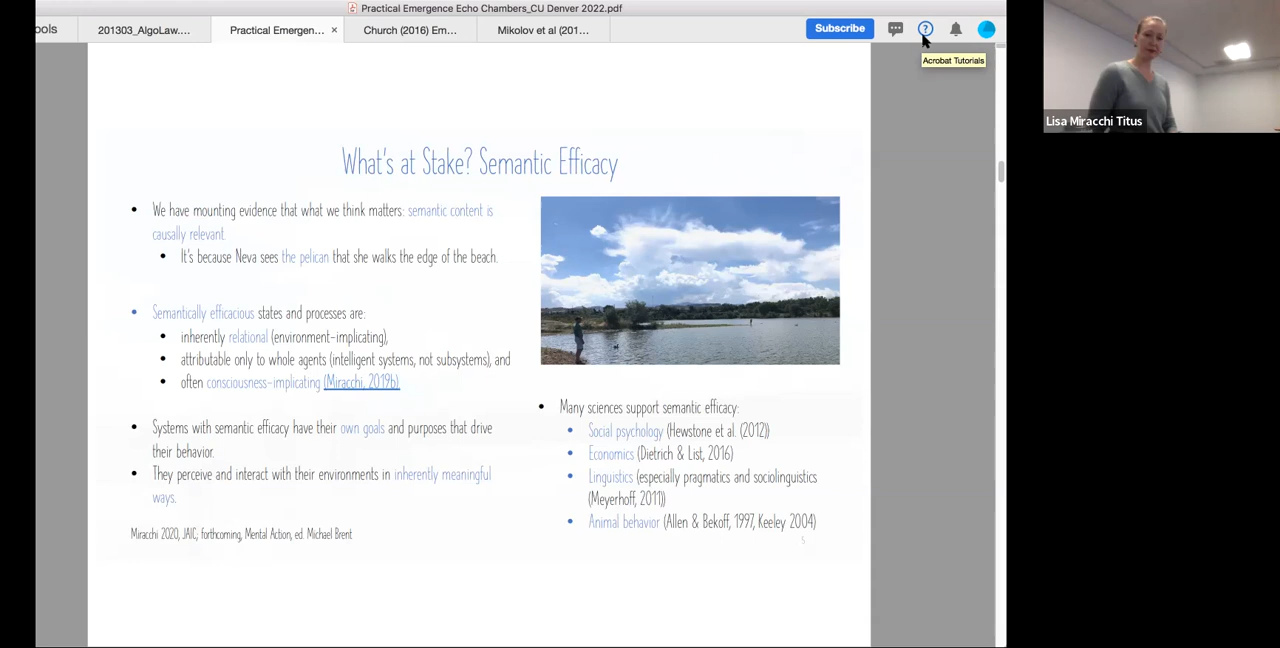 Practical Emergence Echo Chambers_CU Denver 2022.pdf
ools
201303_AlgoLaw....
Practical Emergen... ×
Church (2016) Em...
Mikolov et al (201...
Subscribe
?
Acrobat Tutorials
Lisa Miracchi Titus
What's at Stake? Semantic Efficacy
• We have mounting evidence that what we think matters: semantic content is
causally relevant.
• It's because Neva sees the pelican that she walks the edge of the beach.
• Semantically efficacious states and processes are:
• inherently relational (environment-implicating),
• attributable only to whole agents (intelligent systems, not subsystems), and
• often consciousness-implicating (Miracchi, 2019b).
• Systems with semantic efficacy have their own goals and purposes that drive
their behavior.
• They perceive and interact with their environments in inherently meaningful
ways.
Miracchi 2020, JAIC; forthcoming, Mental Action, ed. Michael Brent
• Many sciences support semantic efficacy:
• Social psychology (Hewstone et al. (2012))
• Economics (Dietrich & List, 2016)
• Linguistics (especially pragmatics and sociolinguistics
(Meyerhoff, 2011))
• Animal behavior (Allen & Bekoff, 1997, Keeley 2004)
5